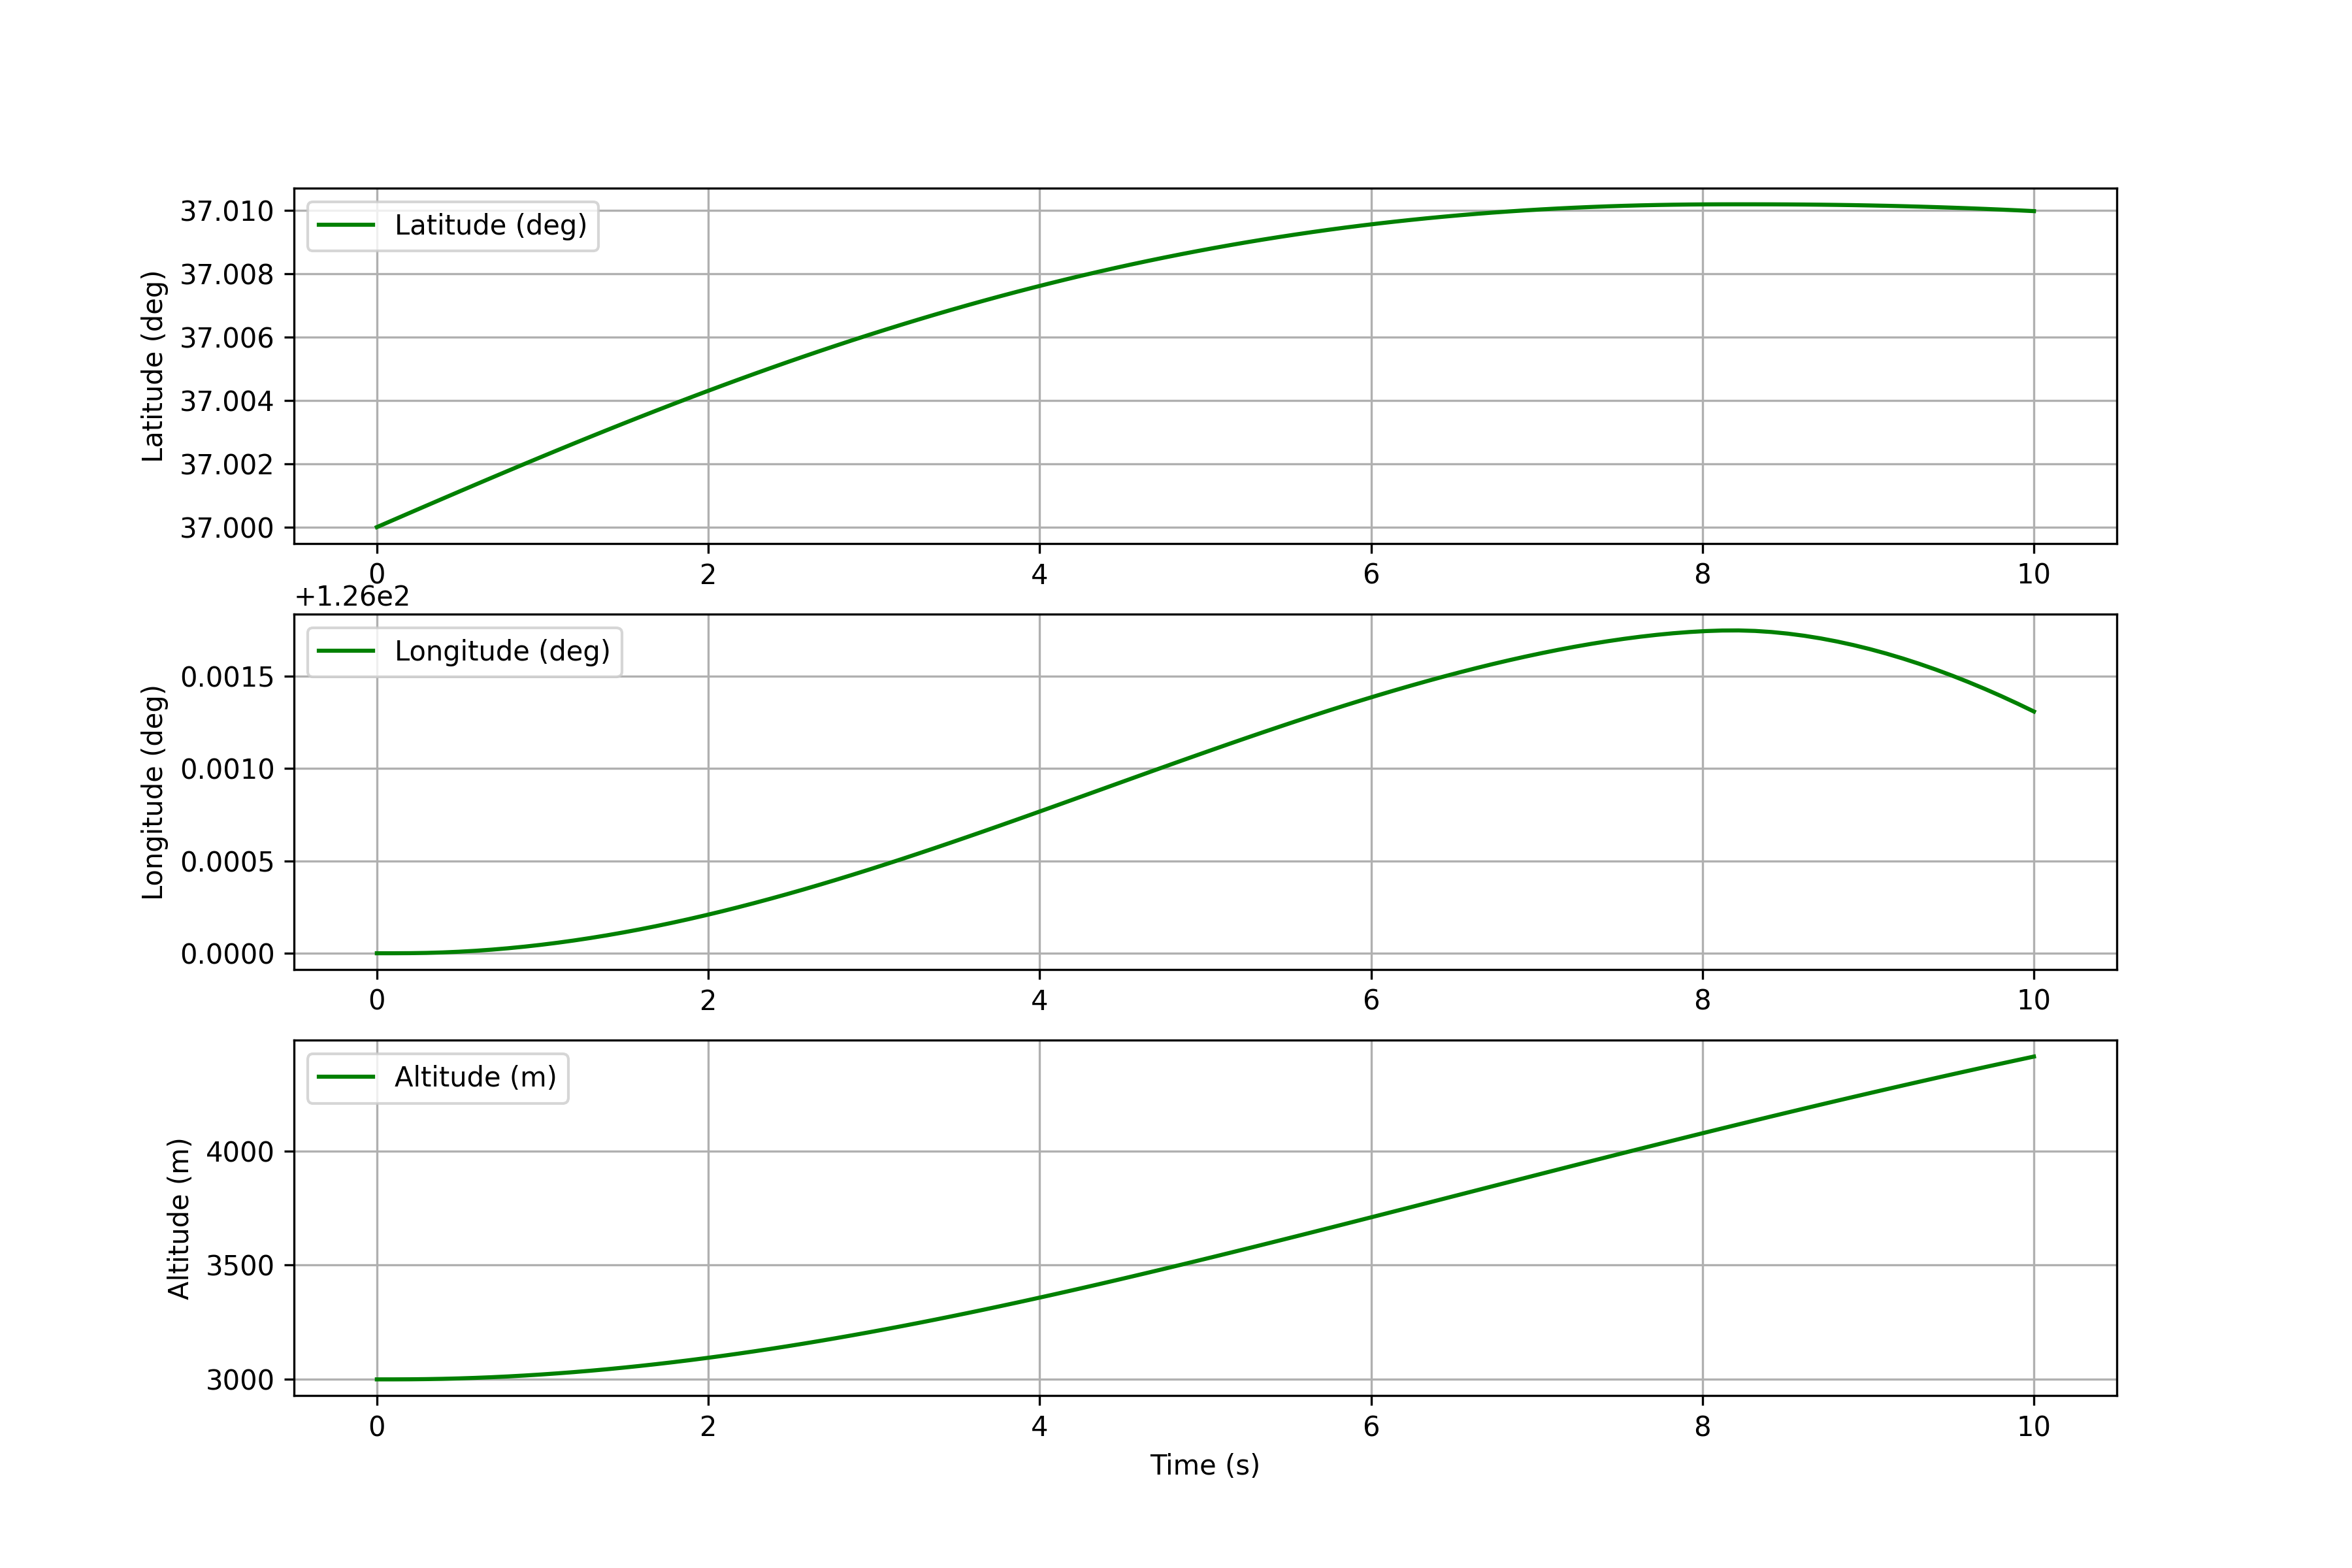 Latitude (deg)
Latitude (deg)
37.010
37.008
37.006
37.004
37.002
37.000
0 2 4 6 8 10
+1.26e2
Longitude (deg)
Longitude (deg)
0.0015
0.0010
0.0005
0.0000
0 2 4 6 8 10
Altitude (m)
Altitude (m)
4000
3500
3000
0 2 4 6 8 10
Time (s)